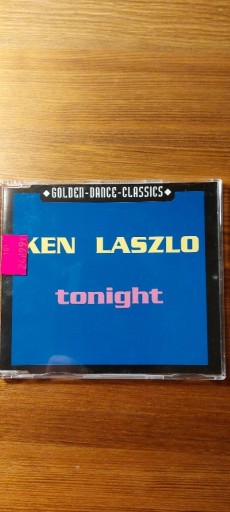 GOLDEN-DANCE-CLASSICS
KEN LASZLO
tonight